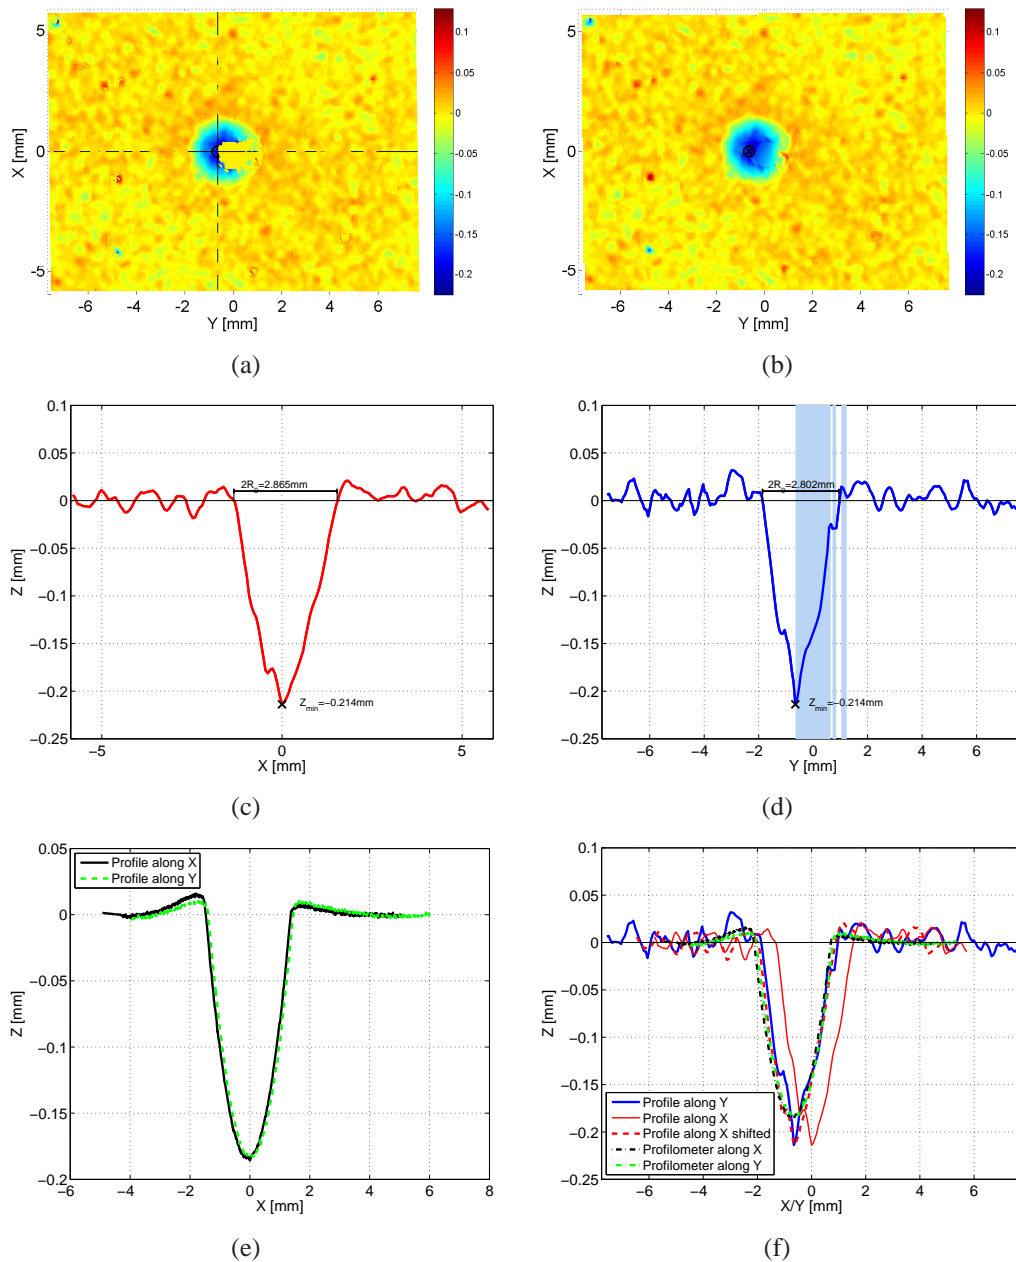 5
0
-5
X [mm]
-6 -4 -2 0 2 4 6
Y [mm]
0.1
0.05
0
-0.05
-0.1
-0.15
-0.2
(a)
5
0
-5
X [mm]
-6 -4 -2 0 2 4 6
Y [mm]
0.1
0.05
0
-0.05
-0.1
-0.15
-0.2
(b)
0.1
0.05
0
−0.05
−0.1
−0.15
−0.2
−0.25
Z [mm]
2Re=2.865mm
Zmin=−0.214mm
−5 0 5
X [mm]
(c)
0.1
0.05
0
−0.05
−0.1
−0.15
−0.2
−0.25
Z [mm]
2Re=2.802mm
Zmin=−0.214mm
−6 −4 −2 0 2 4 6
Y [mm]
(d)
0.05
0
−0.05
−0.1
−0.15
−0.2
Z [mm]
Profile along X
Profile along Y
−6 −4 −2 0 2 4 6 8
X [mm]
(e)
0.1
0.05
0
−0.05
−0.1
−0.15
−0.2
−0.25
Z [mm]
Profile along Y
Profile along X
Profile along X shifted
Profilometer along X
Profilometer along Y
−6 −4 −2 0 2 4 6
X/Y [mm]
(f)